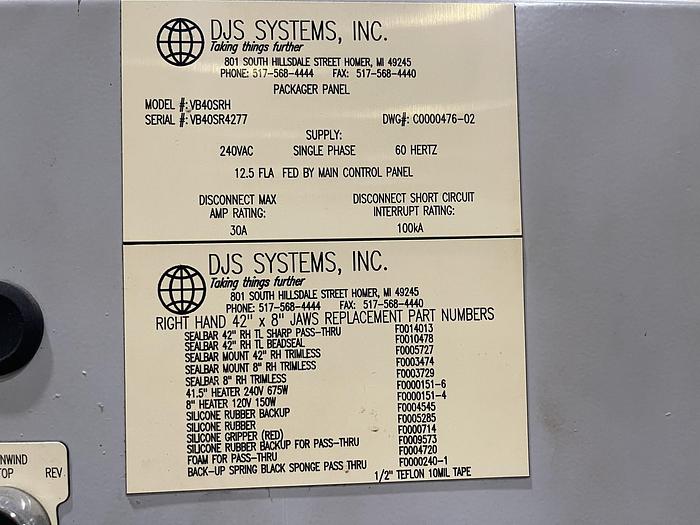 DJS SYSTEMS, INC.
Taking things further
801 SOUTH HILLSDALE STREET HOMER, MI 49245
PHONE: 517-568-4444 FAX: 517-568-4440
PACKAGER PANEL
MODEL #: VB40SRH
SERIAL #: VB40SR4277 DWG#: C0000476-02
SUPPLY:
240VAC SINGLE PHASE 60 HERTZ
12.5 FLA FED BY MAIN CONTROL PANEL
DISCONNECT MAX DISCONNECT SHORT CIRCUIT
AMP RATING: INTERRUPT RATING:
30A 100kA
DJS SYSTEMS, INC.
Taking things further
801 SOUTH HILLSDALE STREET HOMER, MI 49245
PHONE: 517-568-4444 FAX: 517-568-4440
RIGHT HAND 42" x 8" JAWS REPLACEMENT PART NUMBERS
SEALBAR 42" RH TL SHARP PASS-THRU F0014013
SEALBAR 42" RH TL BEADSEAL F0010478
SEALBAR MOUNT 42" RH TRIMLESS F0005727
SEALBAR MOUNT 8" RH TRIMLESS F0003474
SEALBAR 8" RH TRIMLESS F0003729
41.5" HEATER 240V 675W F0000151-6
8" HEATER 120V 150W F0000151-4
SILICONE RUBBER BACKUP F0004545
SILICONE RUBBER F0005285
SILICONE GRIPPER (RED) F0000714
SILICONE RUBBER BACKUP FOR PASS-THRU F0009573
FOAM FOR PASS-THRU F0004720
BACK-UP SPRING BLACK SPONGE PASS THRU F0000240-1
1/2" TEFLON 10MIL TAPE
NWIND
TOP REV